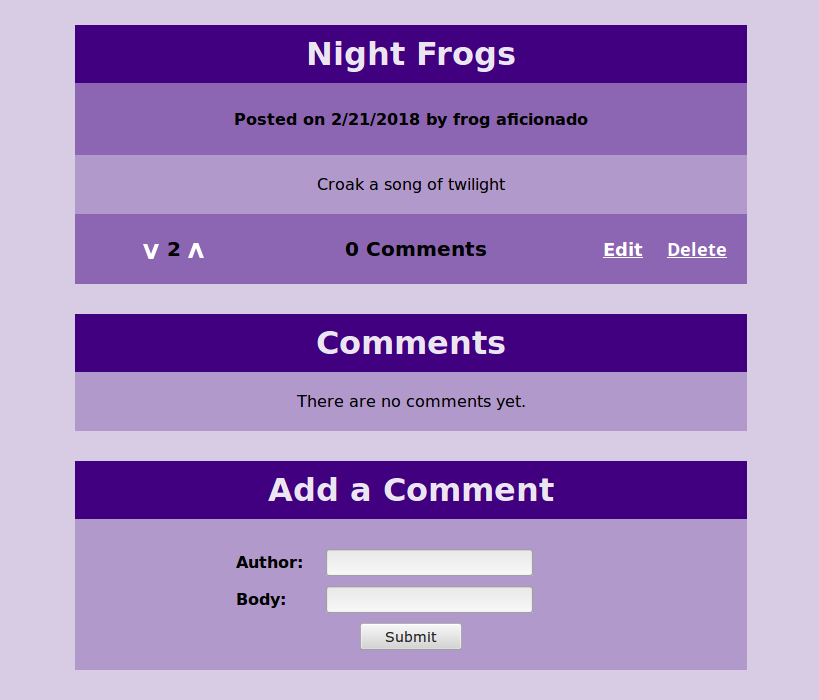 Night Frogs
Posted on 2/21/2018 by frog aficionado
Croak a song of twilight
V 2 Λ 0 Comments Edit Delete
Comments
There are no comments yet.
Add a Comment
Author:
Body:
Submit